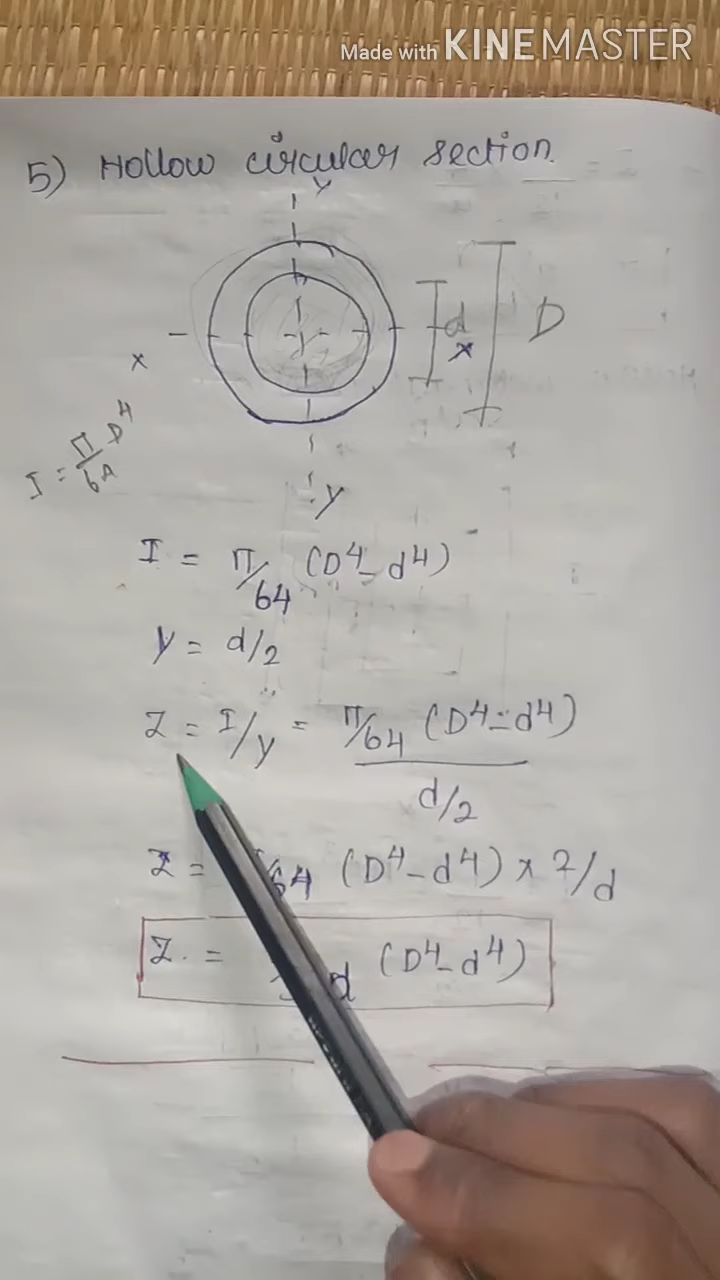 Made with KINEMASTER
5) Hollow circular section.
y
d
D
x
x
I = π/64 D⁴
y
I = π/64 (D⁴-d⁴)
y = d/2
Z = I/y = π/64 (D⁴-d⁴)
d/2
Z = /64 (D⁴-d⁴) x 2/d
Z. = d (D⁴-d⁴)